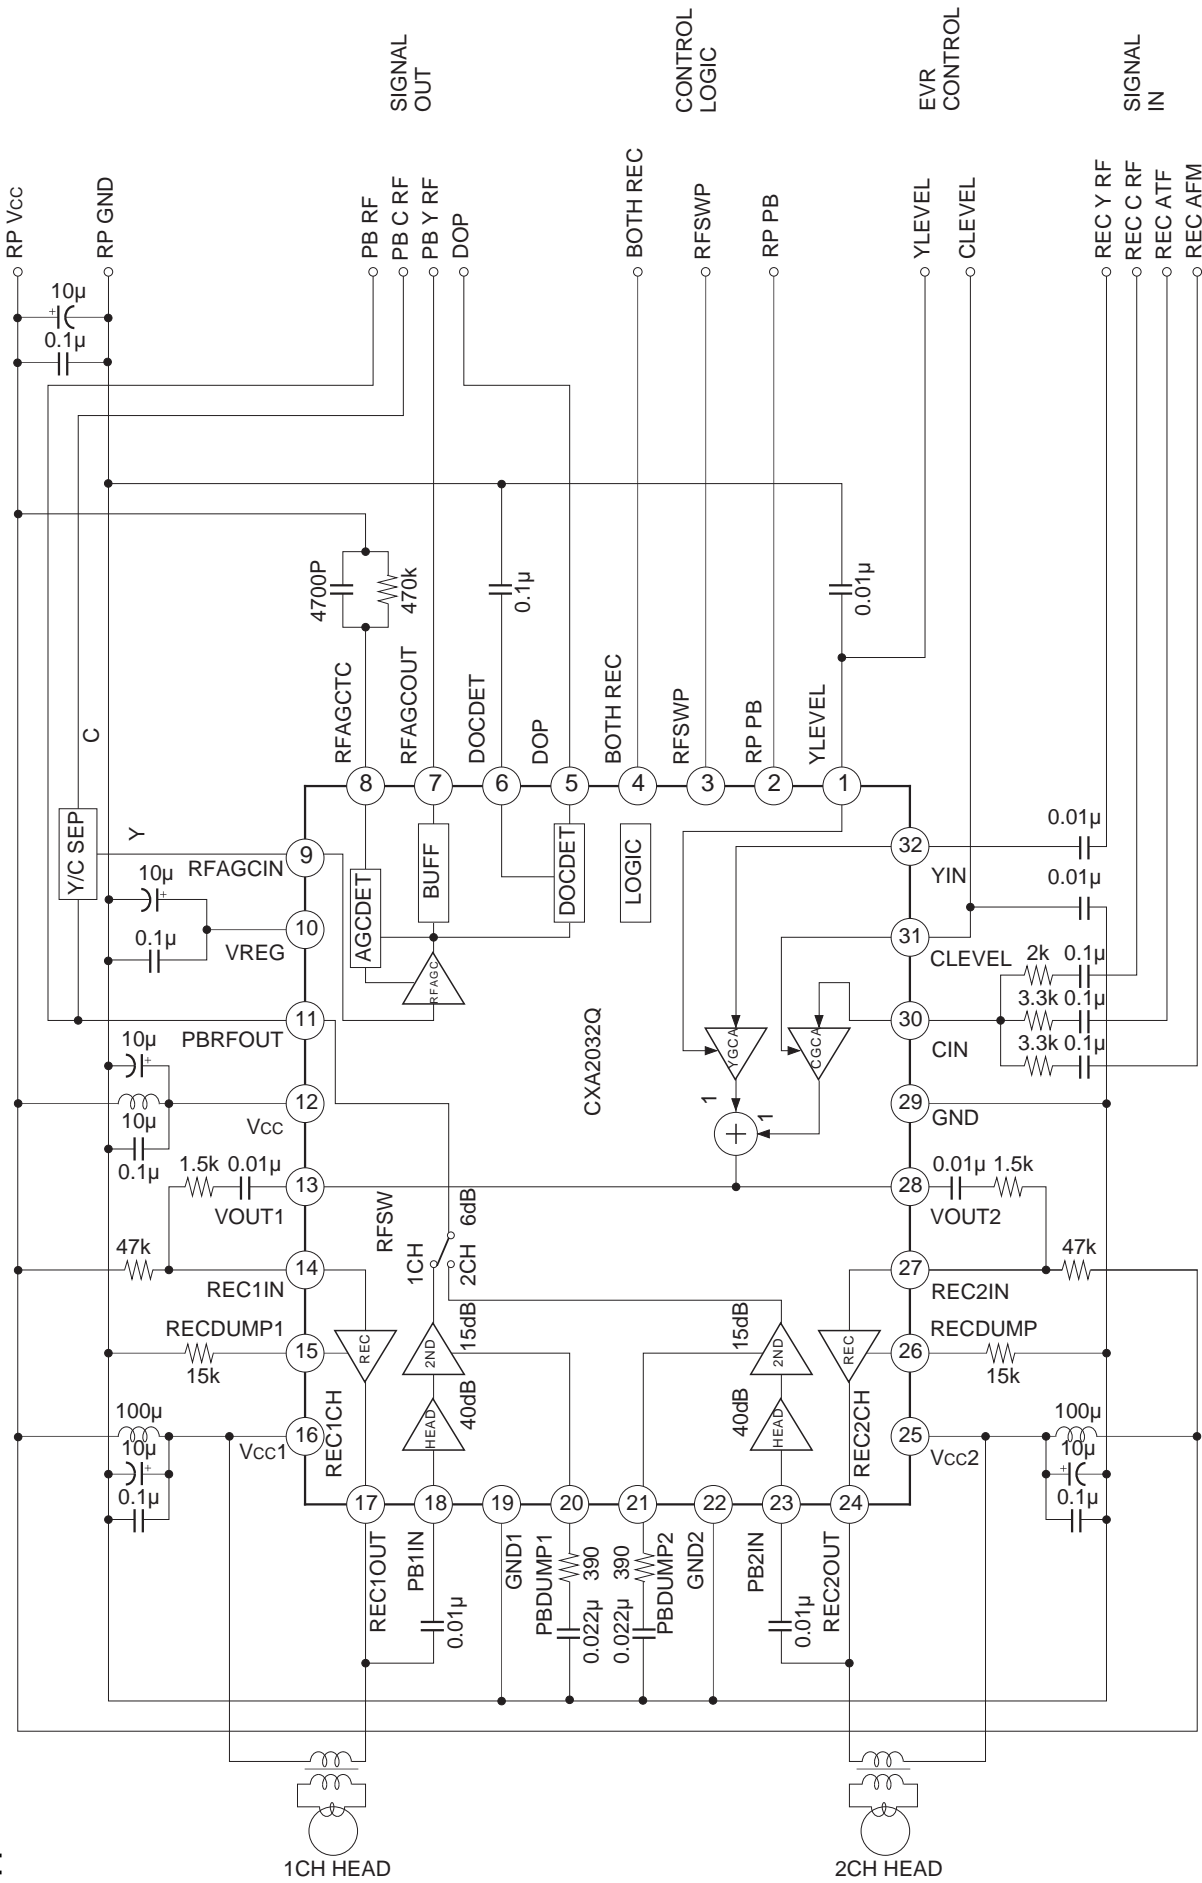 RP Vcc
RP GND
PB RF
PB C RF
PB Y RF
DOP
SIGNAL
OUT
BOTH REC
RFSWP
RP PB
CONTROL
LOGIC
YLEVEL
CLEVEL
EVR
CONTROL
REC Y RF
REC C RF
REC ATF
REC AFM
SIGNAL
IN
10µ
+
0.1µ
4700P
470k
0.1µ
0.01µ
C
Y/C SEP
Y
RFAGCTC
RFAGCOUT
DOCDET
DOP
BOTH REC
RFSWP
RP PB
YLEVEL
8
7
6
5
4
3
2
1
9
RFAGCIN
10
VREG
10µ
+
0.1µ
11
PBRFOUT
12
Vcc
10µ
+
10µ
0.1µ
13
VOUT1
1.5k
0.01µ
14
REC1IN
47k
15
RECDUMP1
15k
16
Vcc1
100µ
10µ
+
0.1µ
AGCDET
BUFF
DOCDET
LOGIC
RFAGC
CXA2032Q
YGCA
CGCA
1
1
+
RFSW
1CH
2CH
6dB
15dB
2ND
40dB
HEAD
REC
REC1CH
15dB
2ND
40dB
HEAD
REC
REC2CH
32
YIN
0.01µ
0.01µ
31
CLEVEL
2k
0.1µ
30
CIN
3.3k
0.1µ
3.3k
0.1µ
29
GND
28
VOUT2
0.01µ
1.5k
27
REC2IN
47k
26
RECDUMP
15k
25
Vcc2
100µ
10µ
+
0.1µ
17
18
19
20
21
22
23
24
REC1OUT
PB1IN
0.01µ
GND1
PBDUMP1
390
0.022µ
390
0.022µ
PBDUMP2
GND2
PB2IN
0.01µ
REC2OUT
1CH HEAD
2CH HEAD